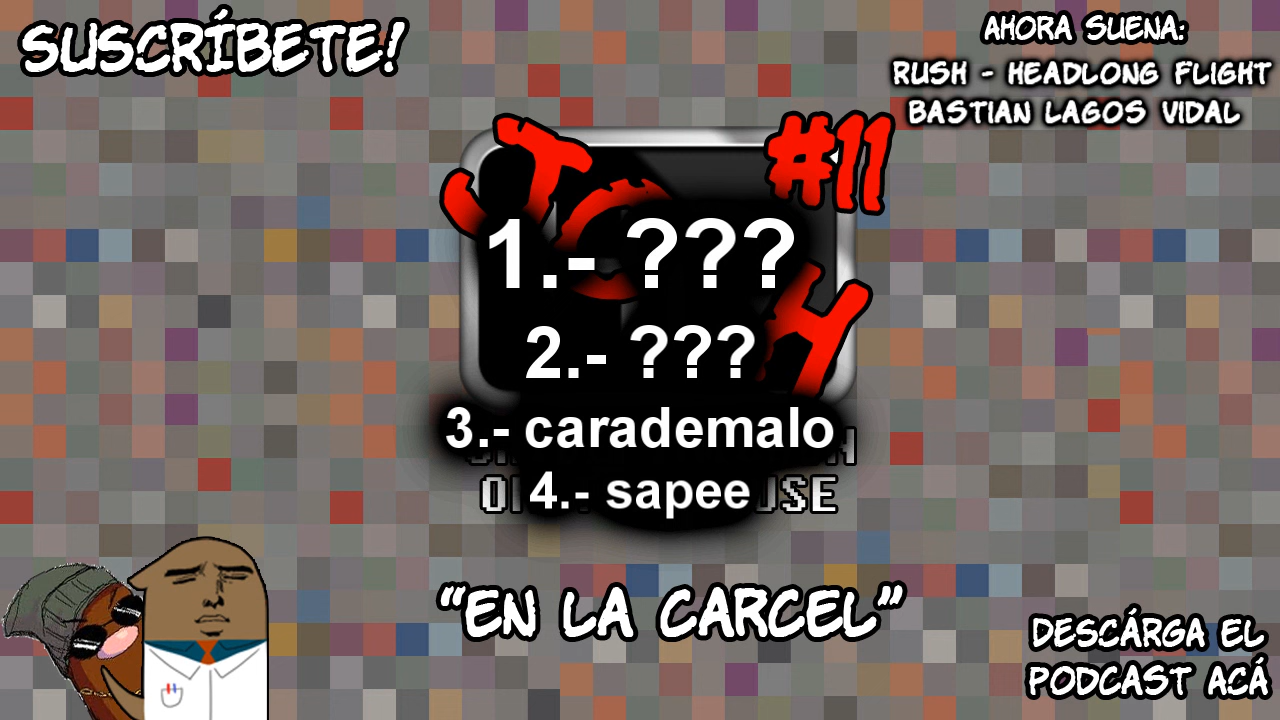 SUSCRÍBETE!
AHORA SUENA:
RUSH - HEADLONG FLIGHT
BASTIAN LAGOS VIDAL
#11
1.- ???
2.- ???
3.- carademalo
4.- sapee
"EN LA CARCEL"
DESCÁRGA EL
PODCAST ACÁ